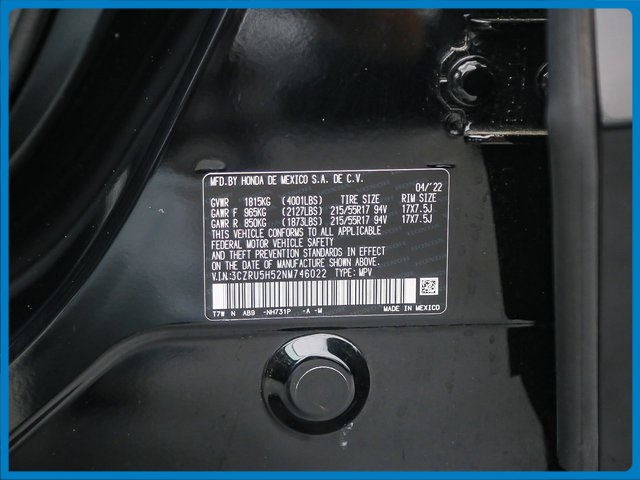 MFD.BY HONDA DE MEXICO S.A. DE C.V.
04/'22
GVWR 1815KG (4001LBS) TIRE SIZE RIM SIZE
GAWR F 965KG (2127LBS) 215/55R17 94V 17X7.5J
GAWR R 850KG (1873LBS) 215/55R17 94V 17X7.5J
THIS VEHICLE CONFORMS TO ALL APPLICABLE
FEDERAL MOTOR VEHICLE SAFETY
AND THEFT PREVENTION STANDARDS IN EFFECT
ON THE DATE OF MANUFACTURE SHOWN ABOVE.
V.I.N.:3CZRU5H52NM746022 TYPE: MPV
T7W N AB9 -NH731P -A -M MADE IN MEXICO